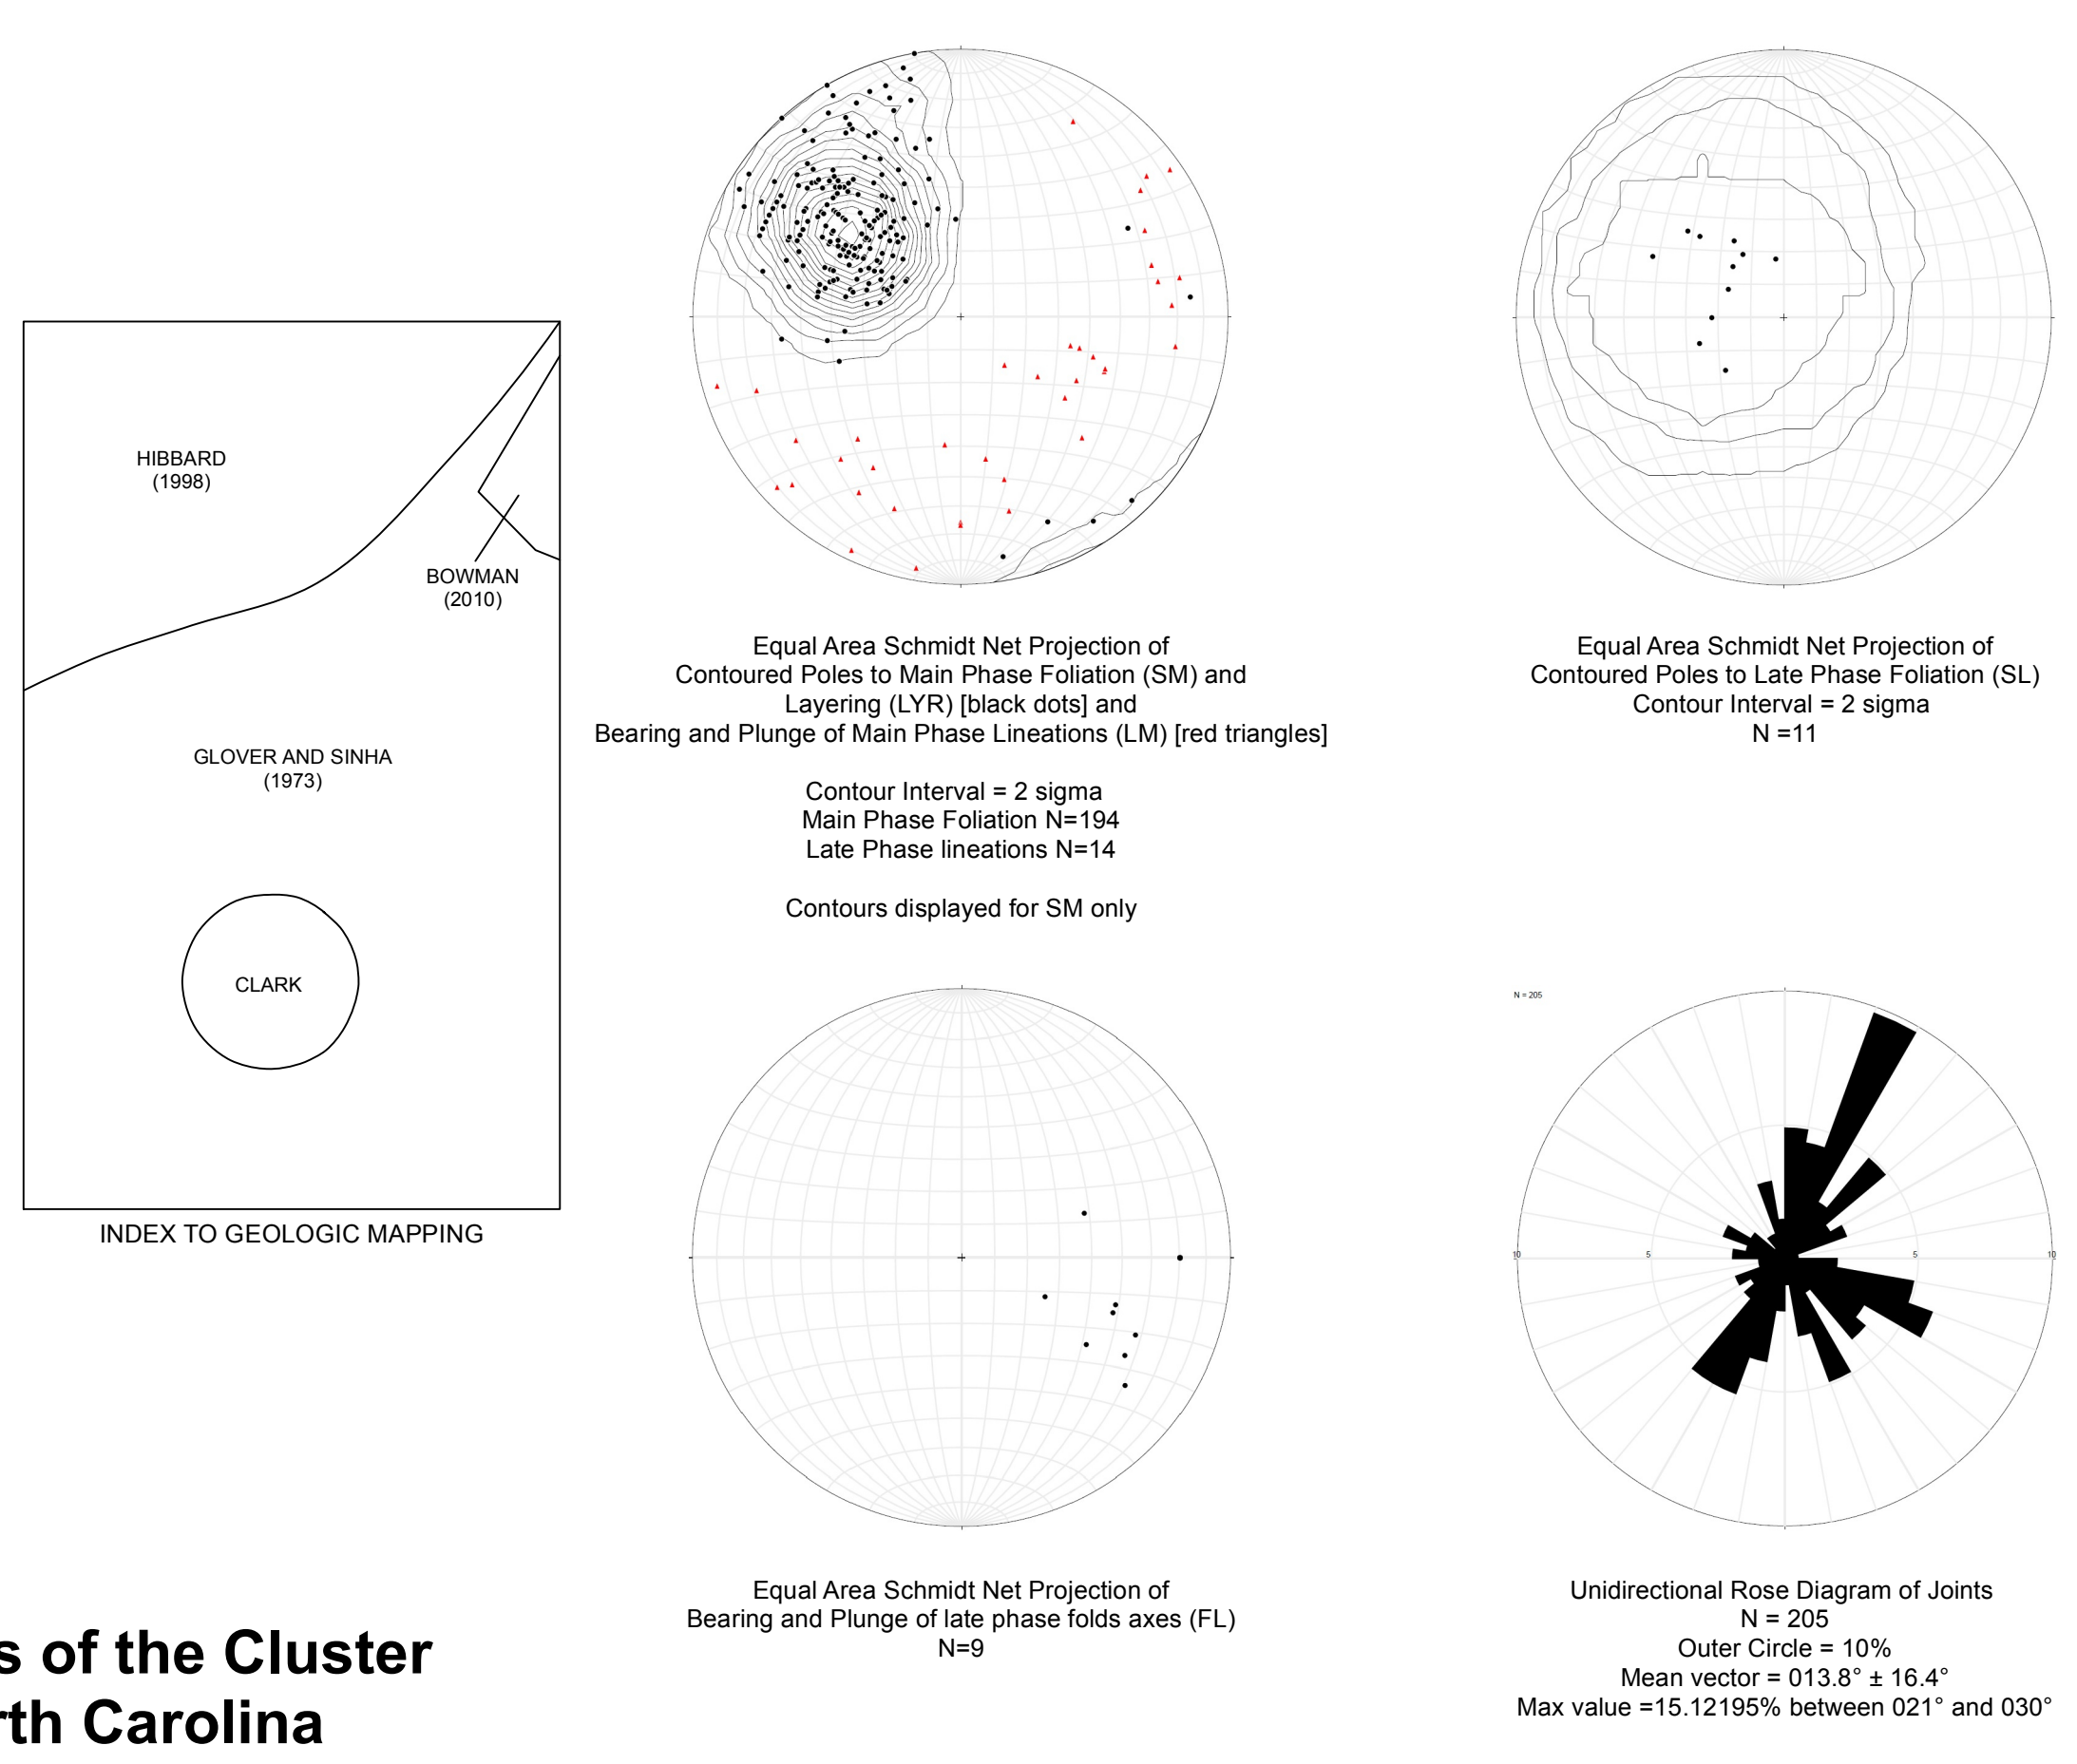 HIBBARD
(1998)
BOWMAN
(2010)
GLOVER AND SINHA
(1973)
CLARK
INDEX TO GEOLOGIC MAPPING
Equal Area Schmidt Net Projection of
Contoured Poles to Main Phase Foliation (SM) and
Layering (LYR) [black dots] and
Bearing and Plunge of Main Phase Lineations (LM) [red triangles]
Contour Interval = 2 sigma
Main Phase Foliation N=194
Late Phase lineations N=14
Contours displayed for SM only
Equal Area Schmidt Net Projection of
Contoured Poles to Late Phase Foliation (SL)
Contour Interval = 2 sigma
N =11
Equal Area Schmidt Net Projection of
Bearing and Plunge of late phase folds axes (FL)
N=9
N = 205
10 5 5 10
Unidirectional Rose Diagram of Joints
N = 205
Outer Circle = 10%
Mean vector = 013.8° ± 16.4°
Max value =15.12195% between 021° and 030°
s of the Cluster
rth Carolina